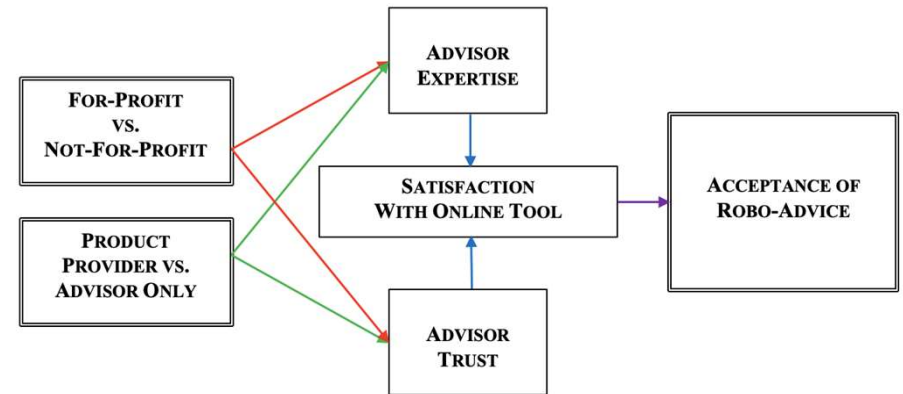 FOR-PROFIT
VS.
NOT-FOR-PROFIT
PRODUCT
PROVIDER VS.
ADVISOR ONLY
ADVISOR
EXPERTISE
SATISFACTION
WITH ONLINE TOOL
ADVISOR
TRUST
ACCEPTANCE OF
ROBO-ADVICE